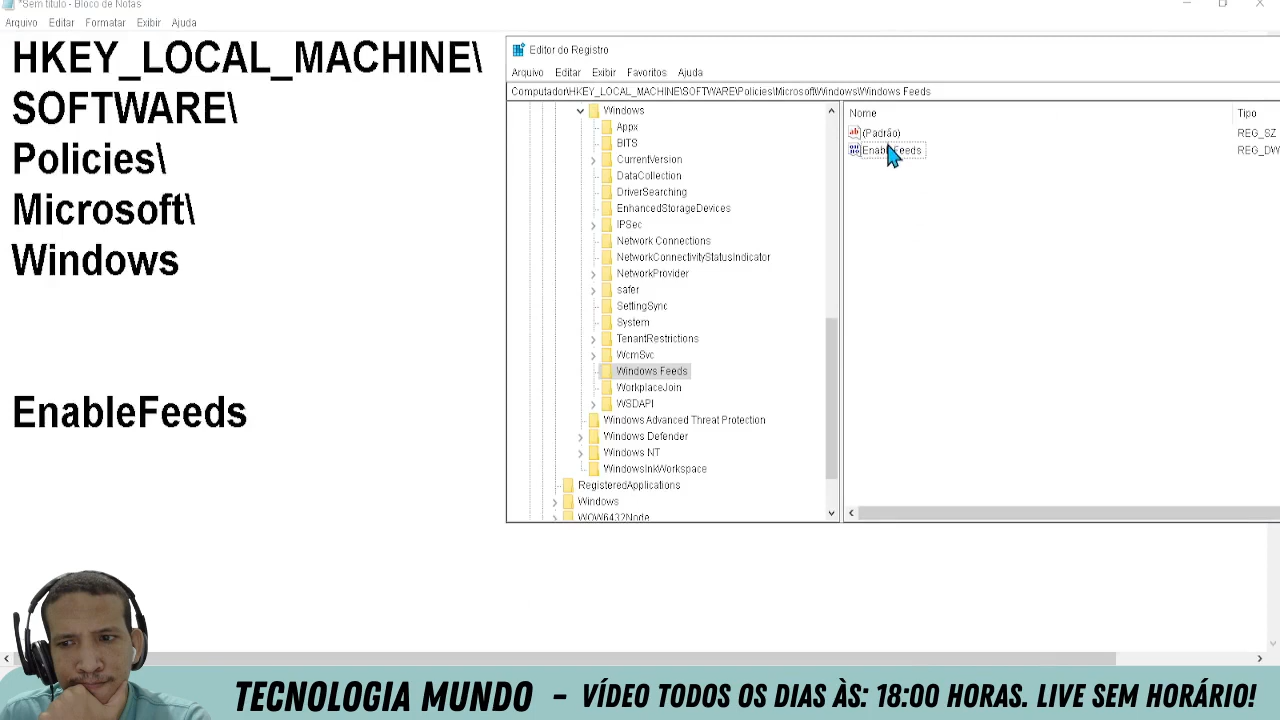 *Sem título - Bloco de Notas
Arquivo Editar Formatar Exibir Ajuda
HKEY_LOCAL_MACHINE\
SOFTWARE\
Policies\
Microsoft\
Windows
EnableFeeds
Editor do Registro
Arquivo Editar Exibir Favoritos Ajuda
Computador\HKEY_LOCAL_MACHINE\SOFTWARE\Policies\Microsoft\Windows\Windows Feeds
Windows
Appx
BITS
CurrentVersion
DataCollection
DriverSearching
EnhancedStorageDevices
IPSec
Network Connections
NetworkConnectivityStatusIndicator
NetworkProvider
safer
SettingSync
System
TenantRestrictions
WcmSvc
Windows Feeds
WorkplaceJoin
WSDAPI
Windows Advanced Threat Protection
Windows Defender
Windows NT
WindowsInkWorkspace
RegisteredApplications
Windows
WOW6432Node
Nome Tipo
(Padrão) REG_SZ
EnableFeeds REG_DW
TECNOLOGIA MUNDO - VÍDEO TODOS OS DIAS ÀS: 18:00 HORAS. LIVE SEM HORÁRIO!